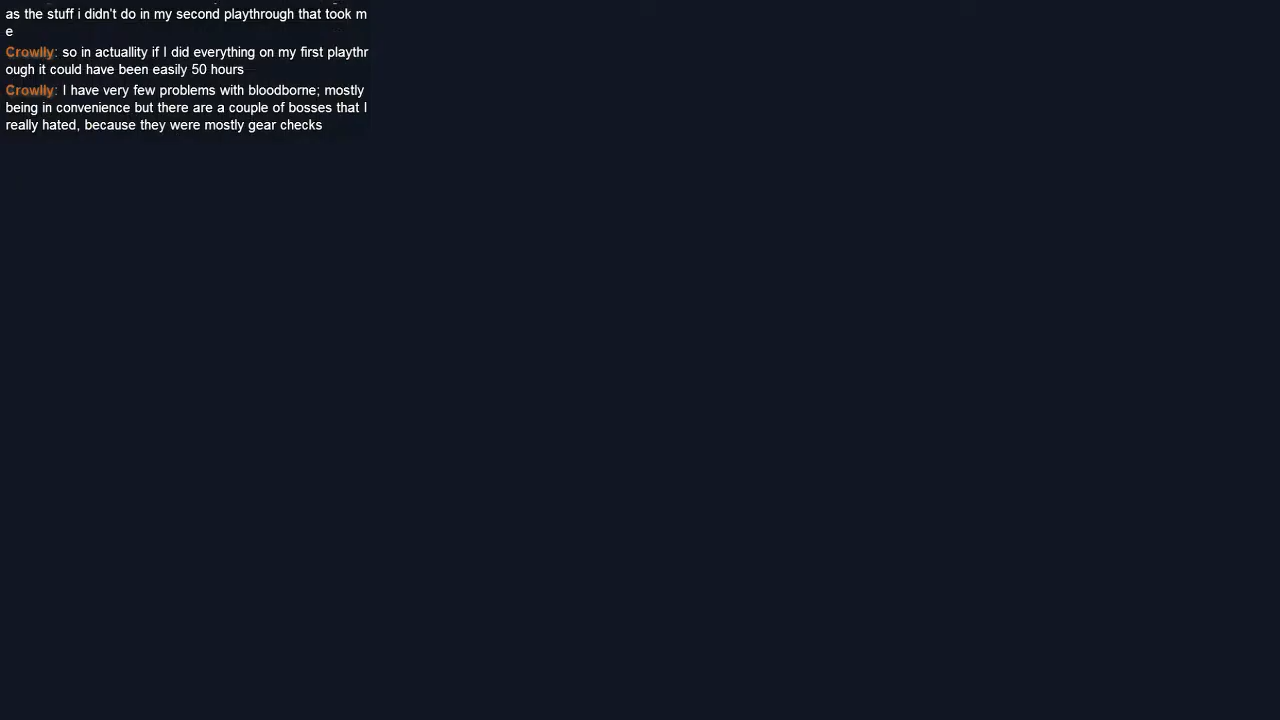 as the stuff i didn't do in my second playthrough that took m
e
Crowlly: so in actuallity if I did everything on my first playthr
ough it could have been easily 50 hours
Crowlly: I have very few problems with bloodborne; mostly
being in convenience but there are a couple of bosses that I
really hated, because they were mostly gear checks